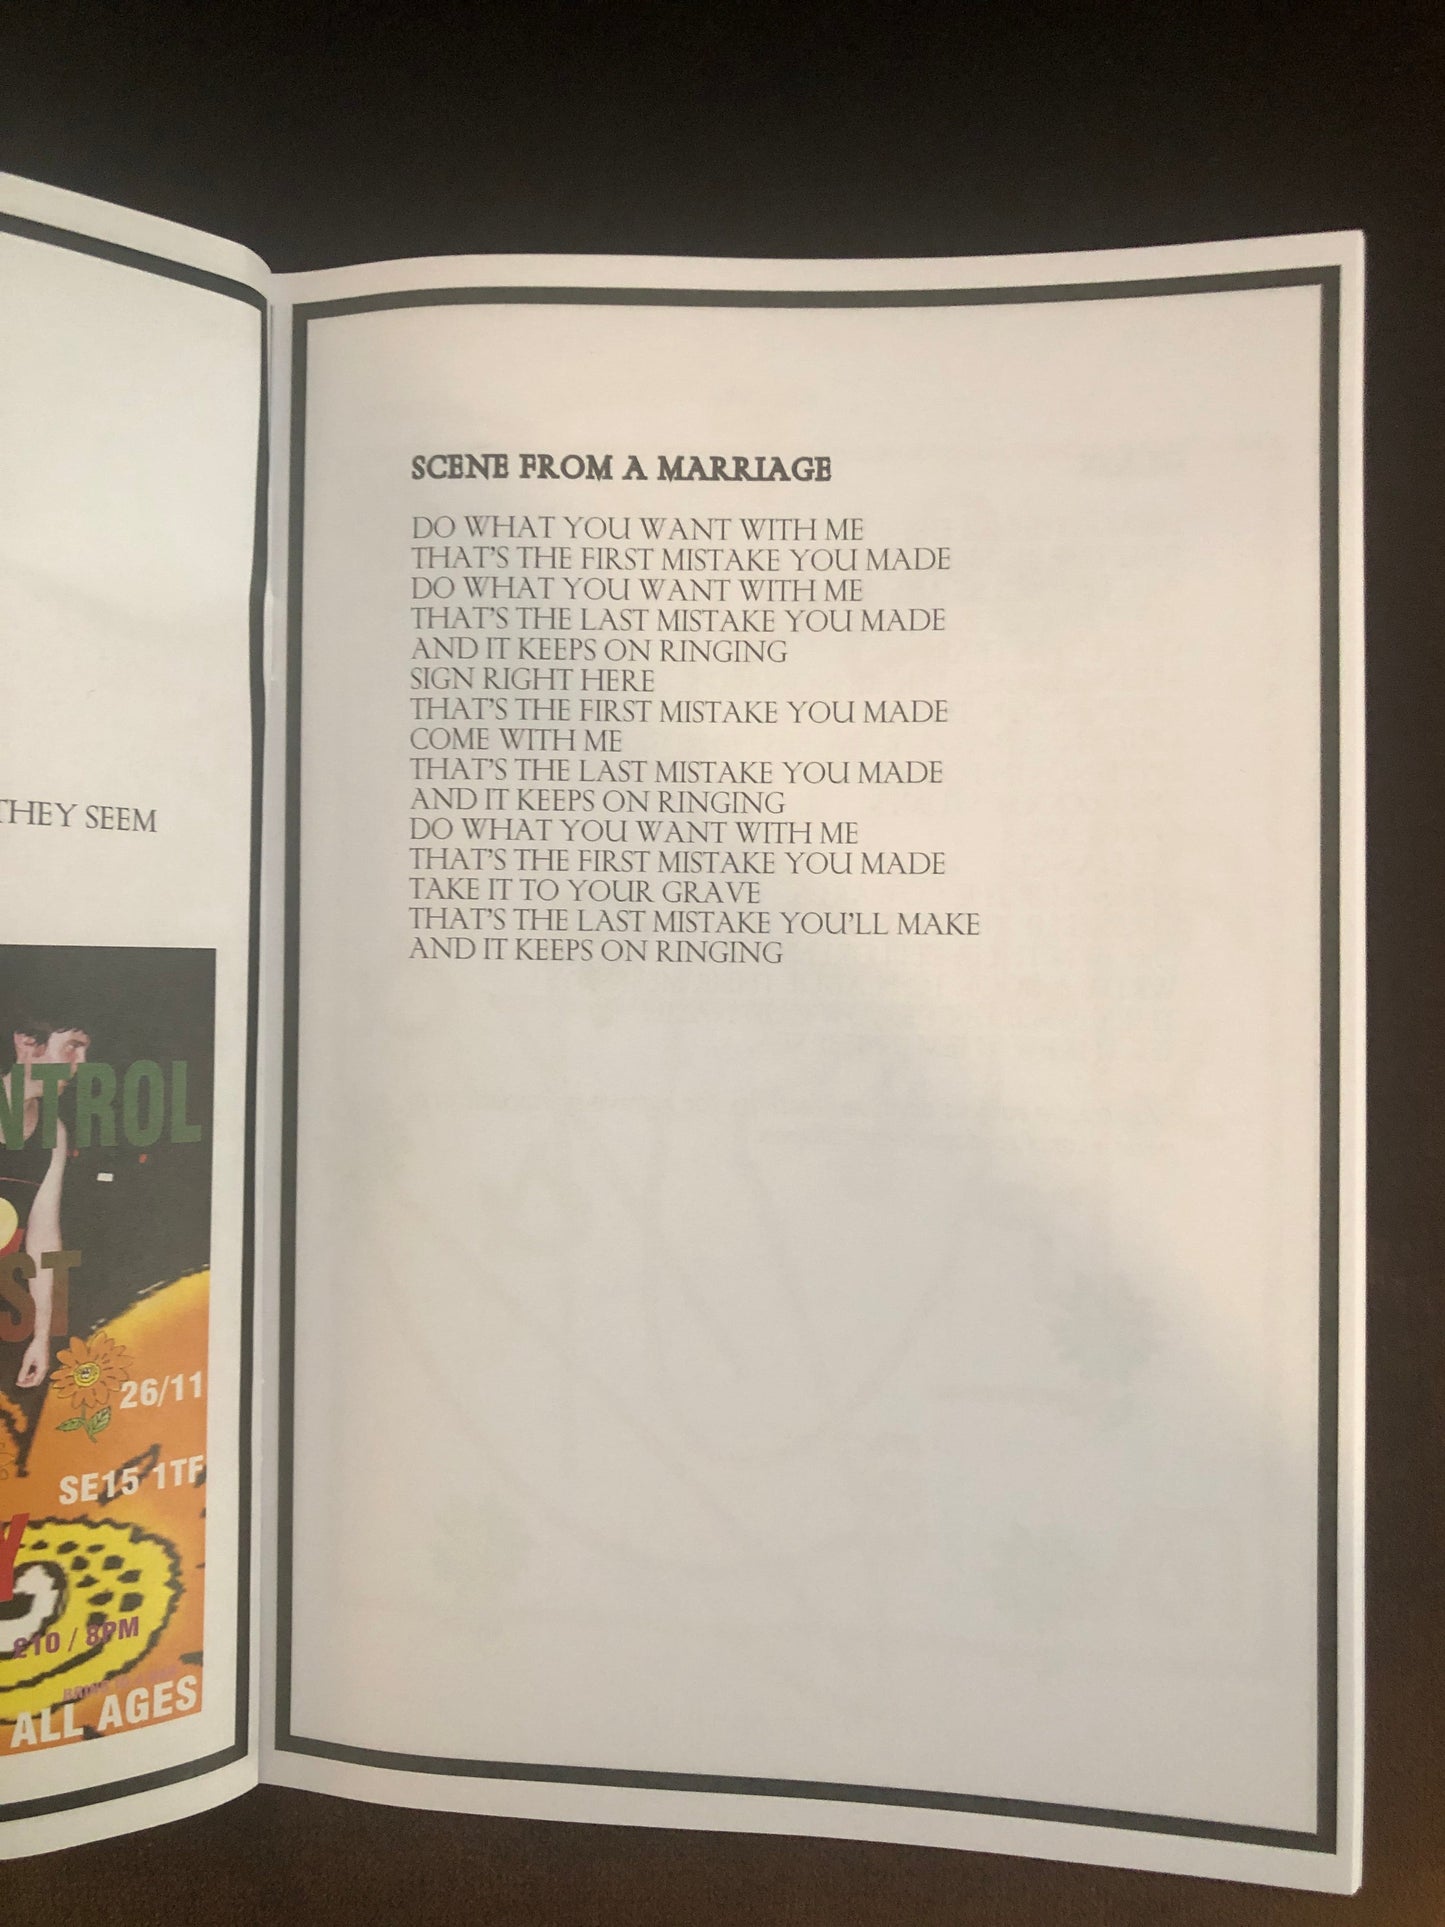 THEY SEEM
NTROL
ST
26/11
SE15 1TF
Y
£10 / 8PM
ALL AGES
SCENE FROM A MARRIAGE
DO WHAT YOU WANT WITH ME
THAT'S THE FIRST MISTAKE YOU MADE
DO WHAT YOU WANT WITH ME
THAT'S THE LAST MISTAKE YOU MADE
AND IT KEEPS ON RINGING
SIGN RIGHT HERE
THAT'S THE FIRST MISTAKE YOU MADE
COME WITH ME
THAT'S THE LAST MISTAKE YOU MADE
AND IT KEEPS ON RINGING
DO WHAT YOU WANT WITH ME
THAT'S THE FIRST MISTAKE YOU MADE
TAKE IT TO YOUR GRAVE
THAT'S THE LAST MISTAKE YOU'LL MAKE
AND IT KEEPS ON RINGING